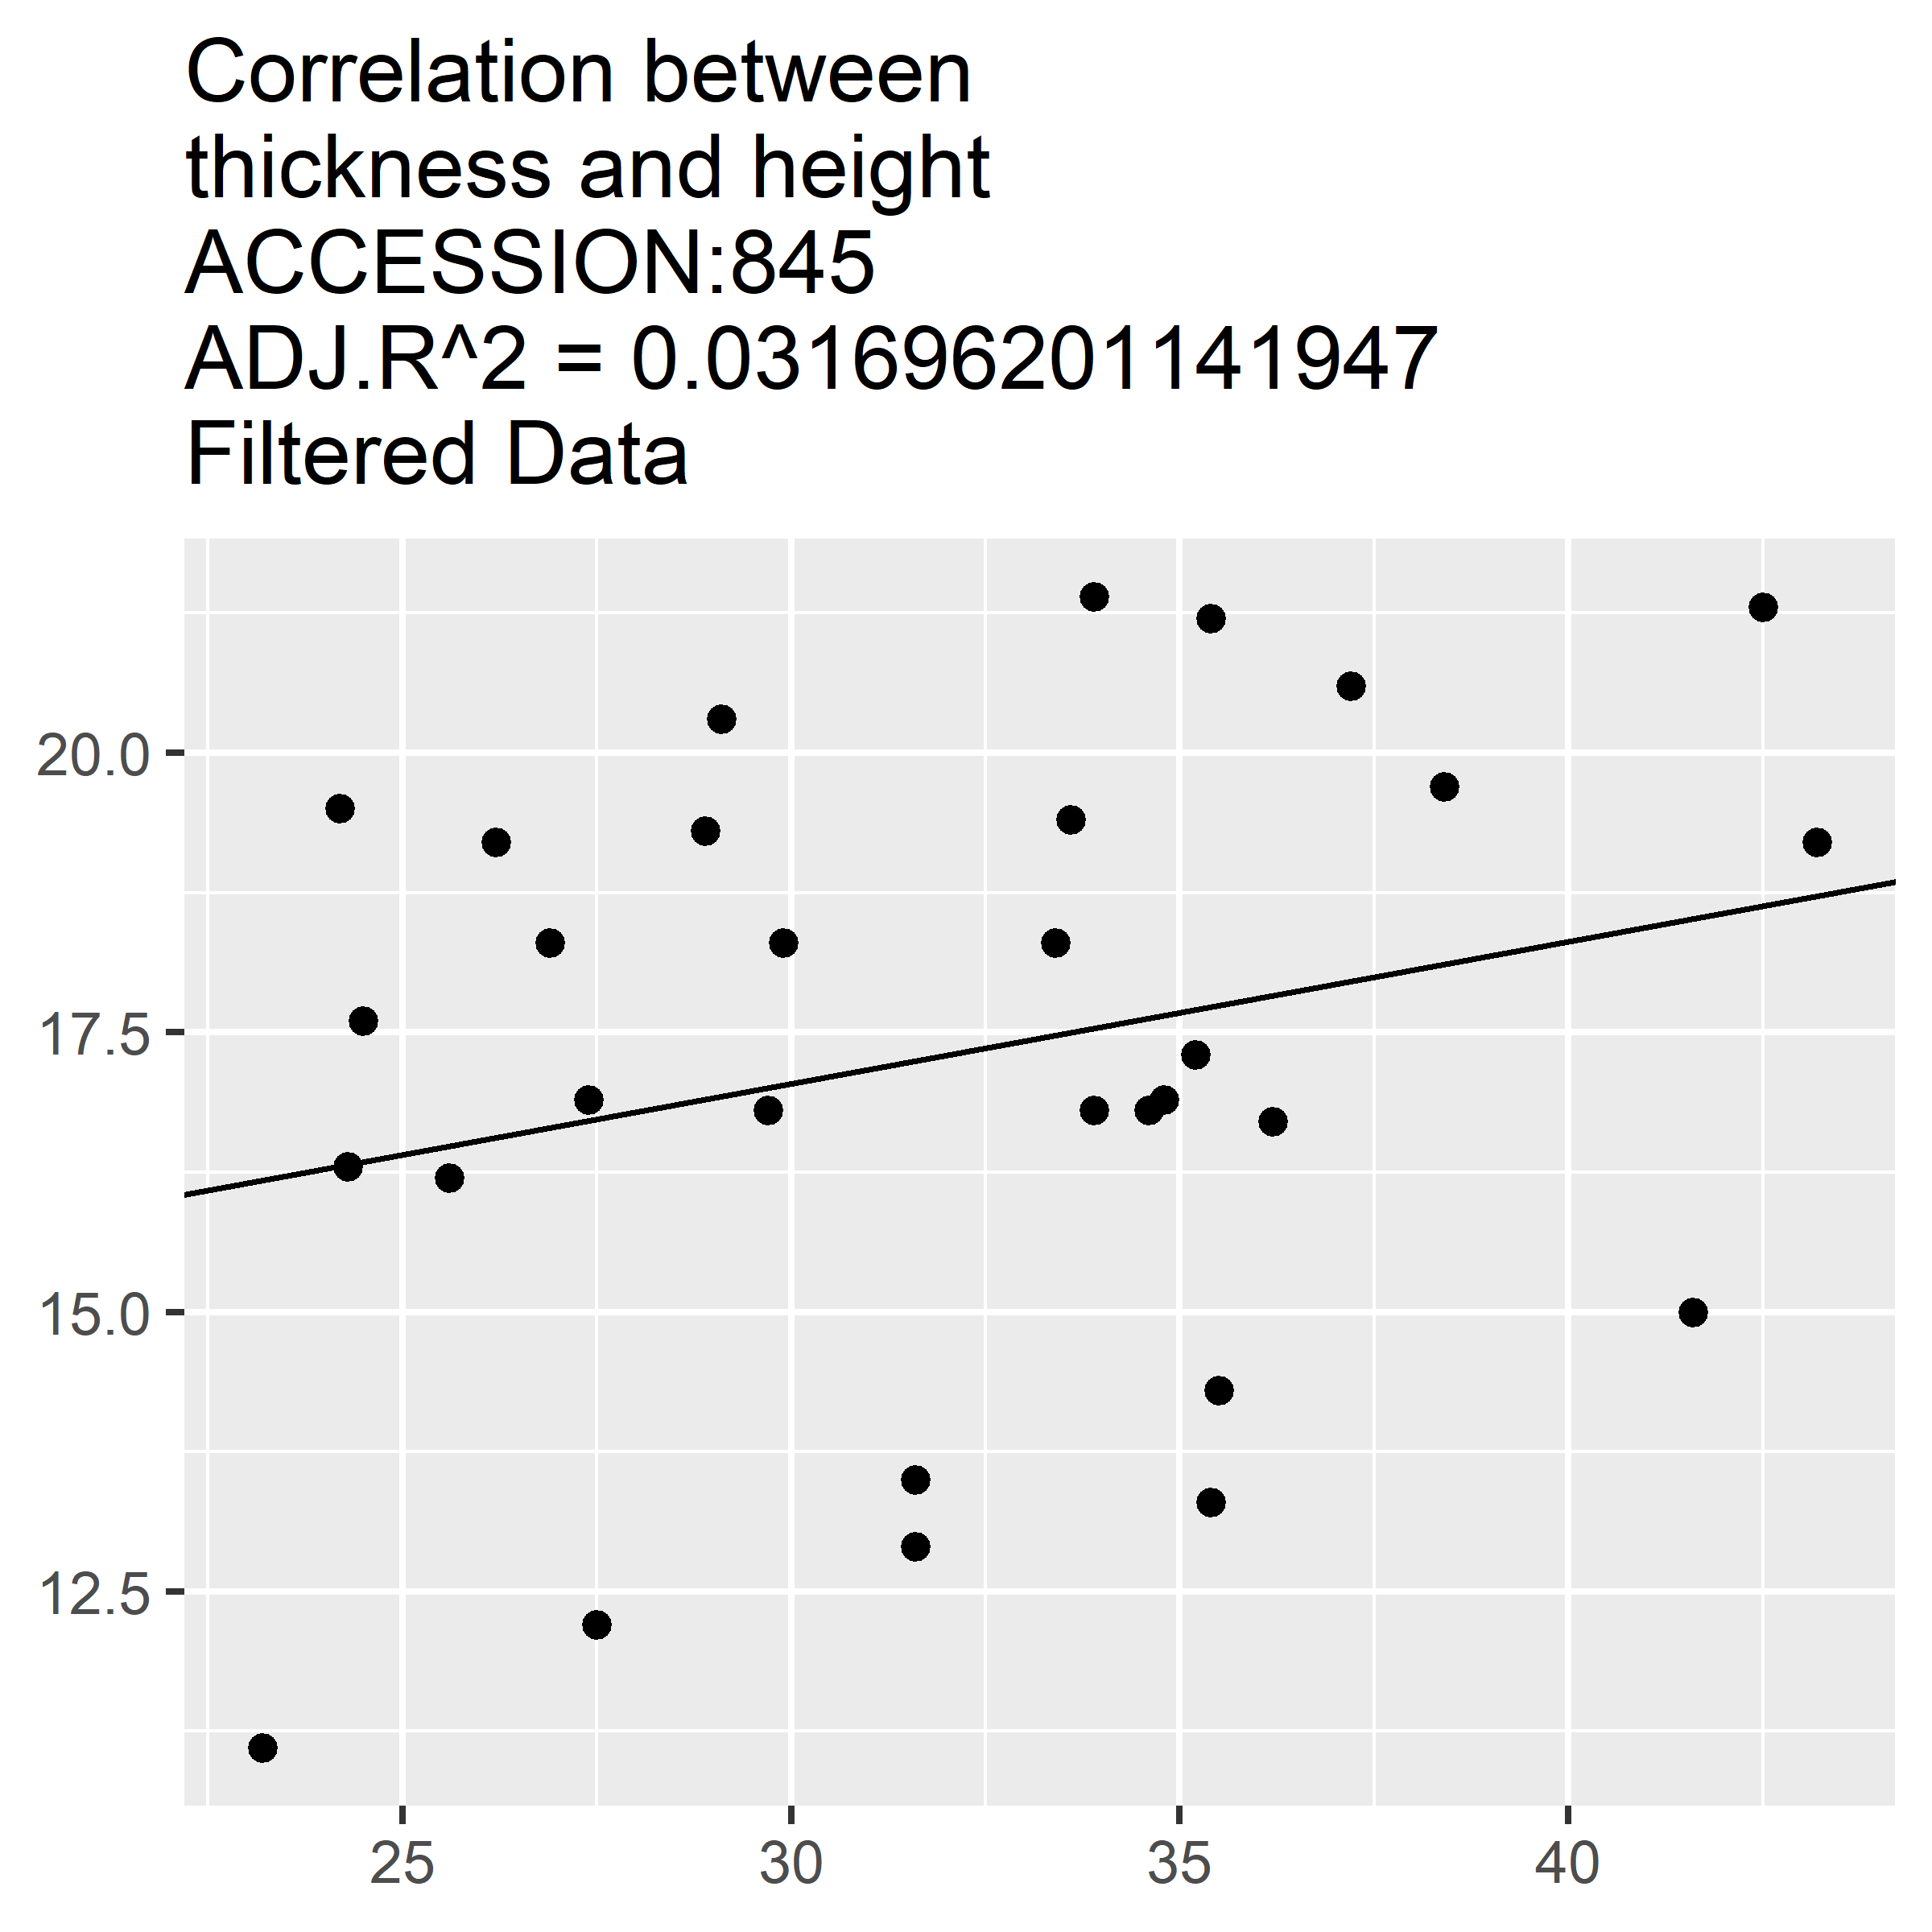 Correlation between
thickness and height
ACCESSION:845
ADJ.R^2 = 0.031696201141947
Filtered Data
20.0
17.5
15.0
12.5
25
30
35
40